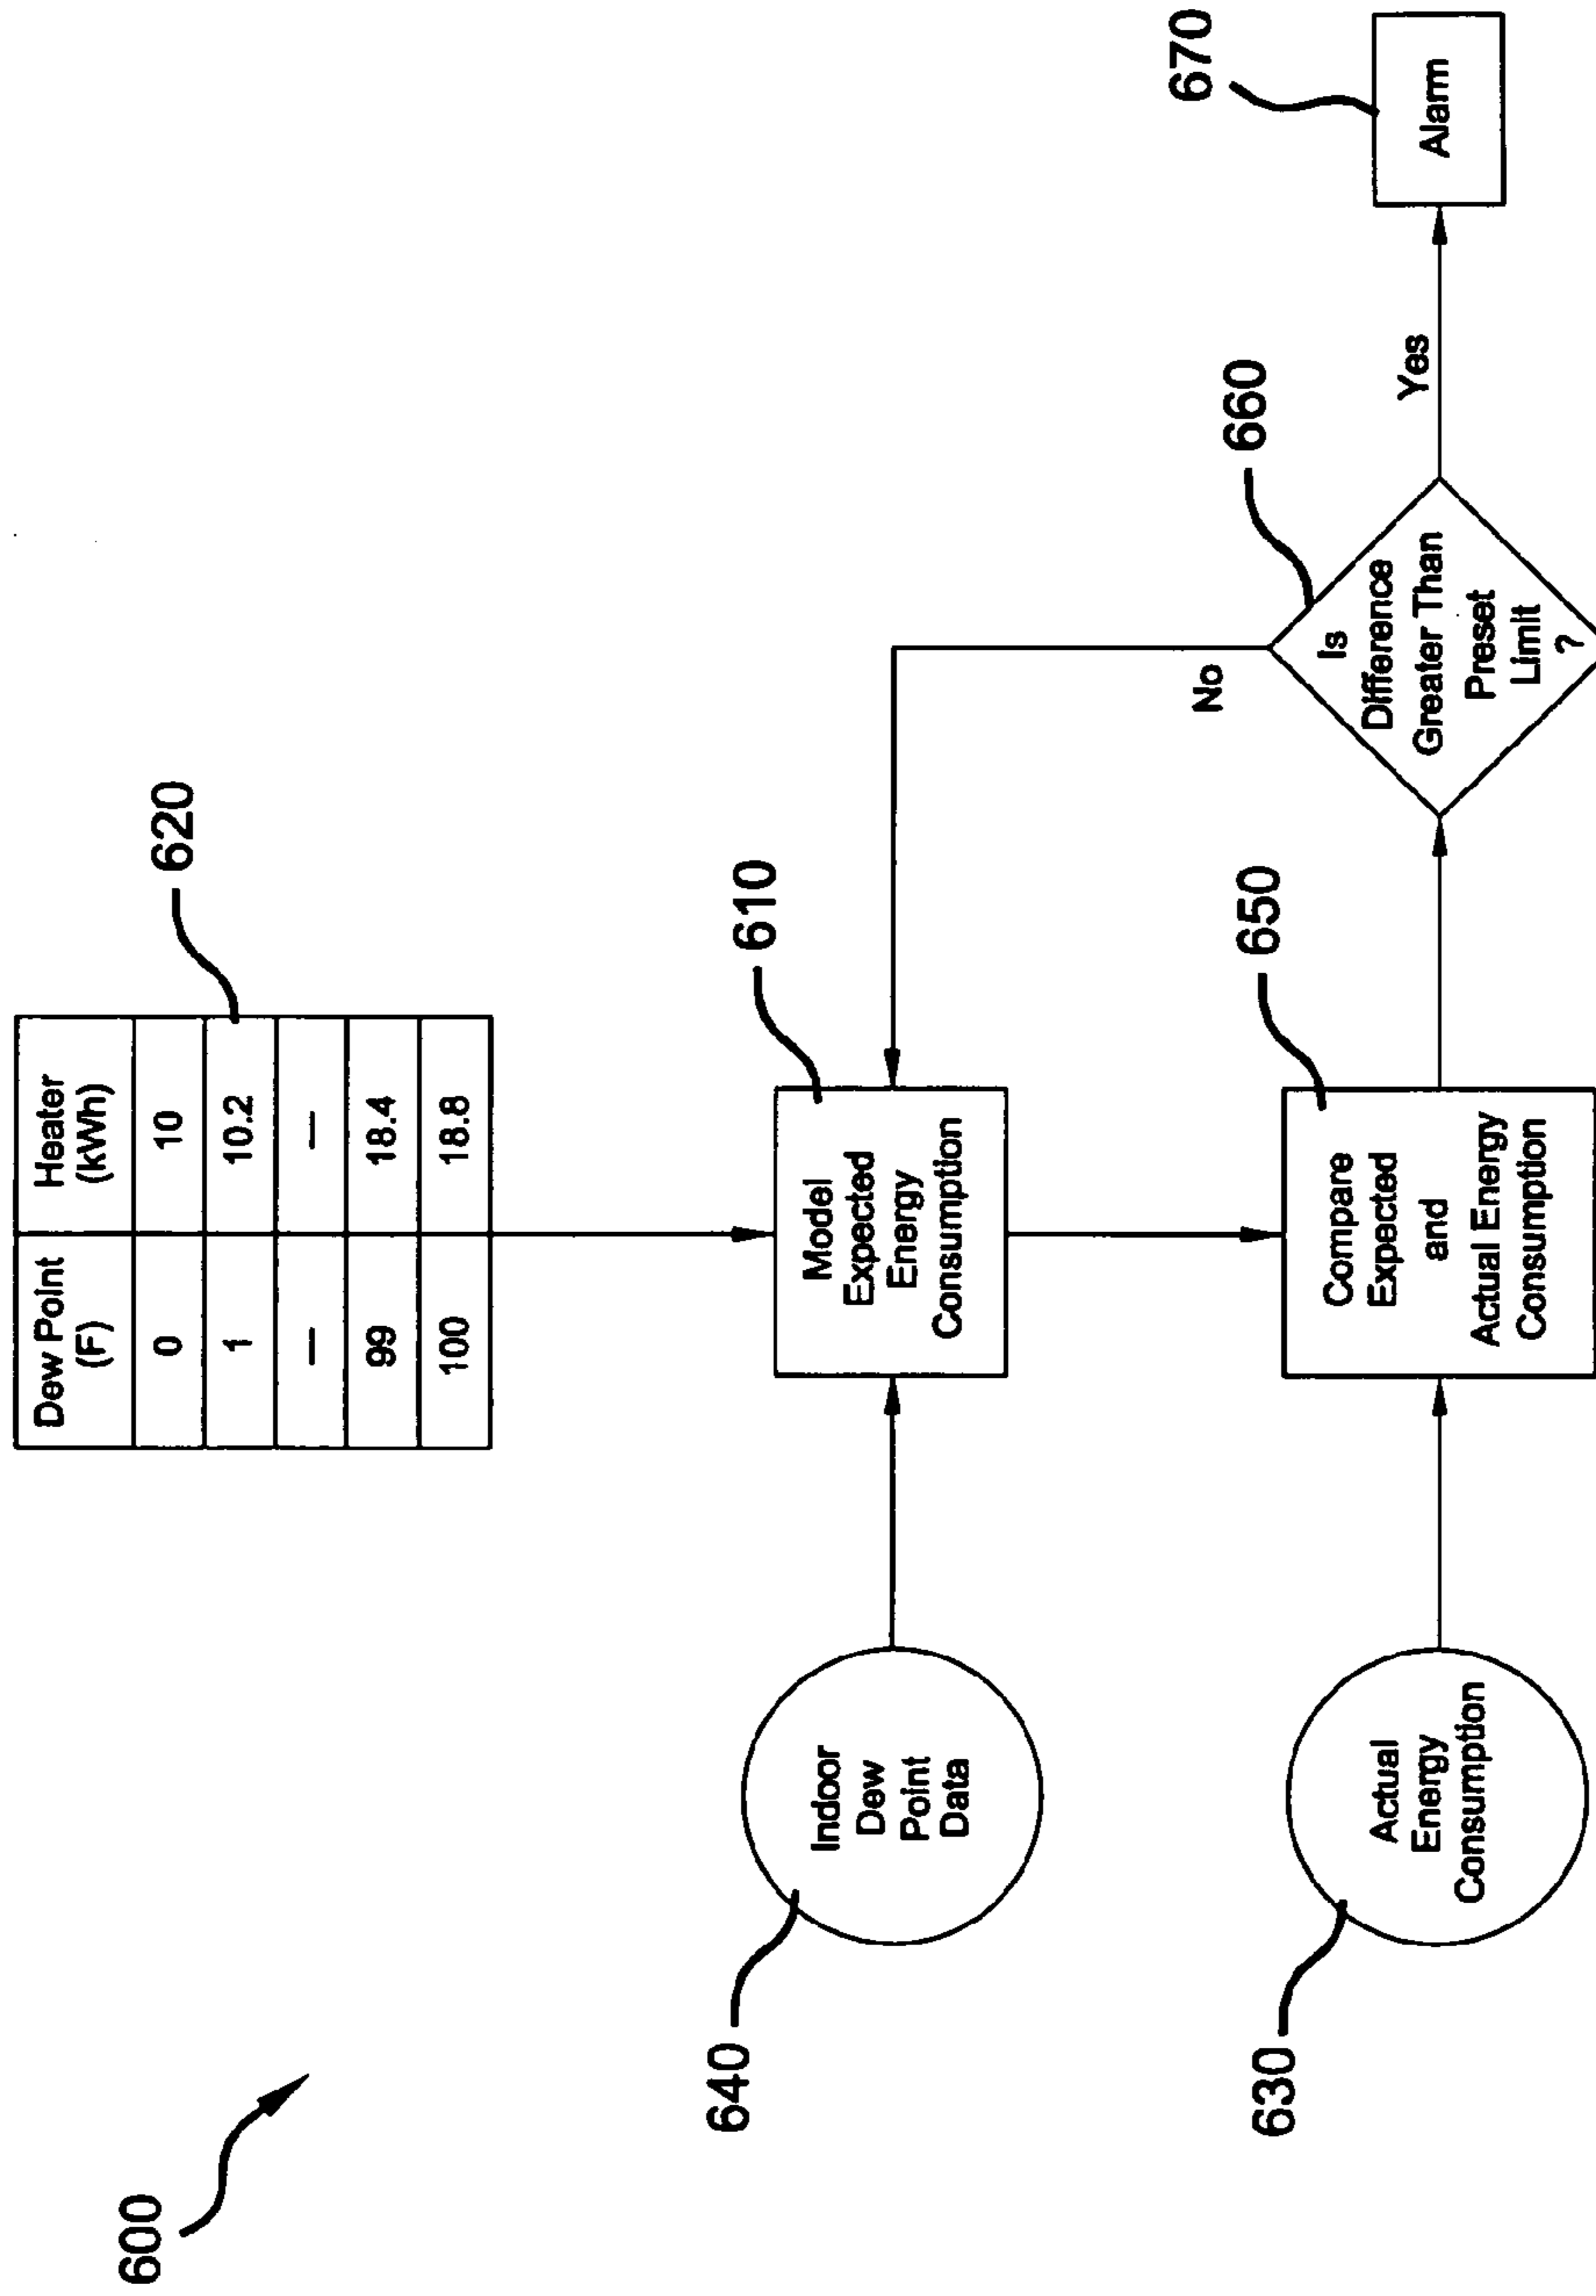 600
Dew Point (F) Heater (kWh)
0 10
1 10.2
— —
99 18.4
100 18.8
620
640
Indoor
Dew
Point
Data
610
Model
Expected
Energy
Consumption
630
Actual
Energy
Consumption
650
Compare
Expected
and
Actual Energy
Consumption
No
660
Is
Difference
Greater Than
Preset
Limit
?
Yes
670
Alarm